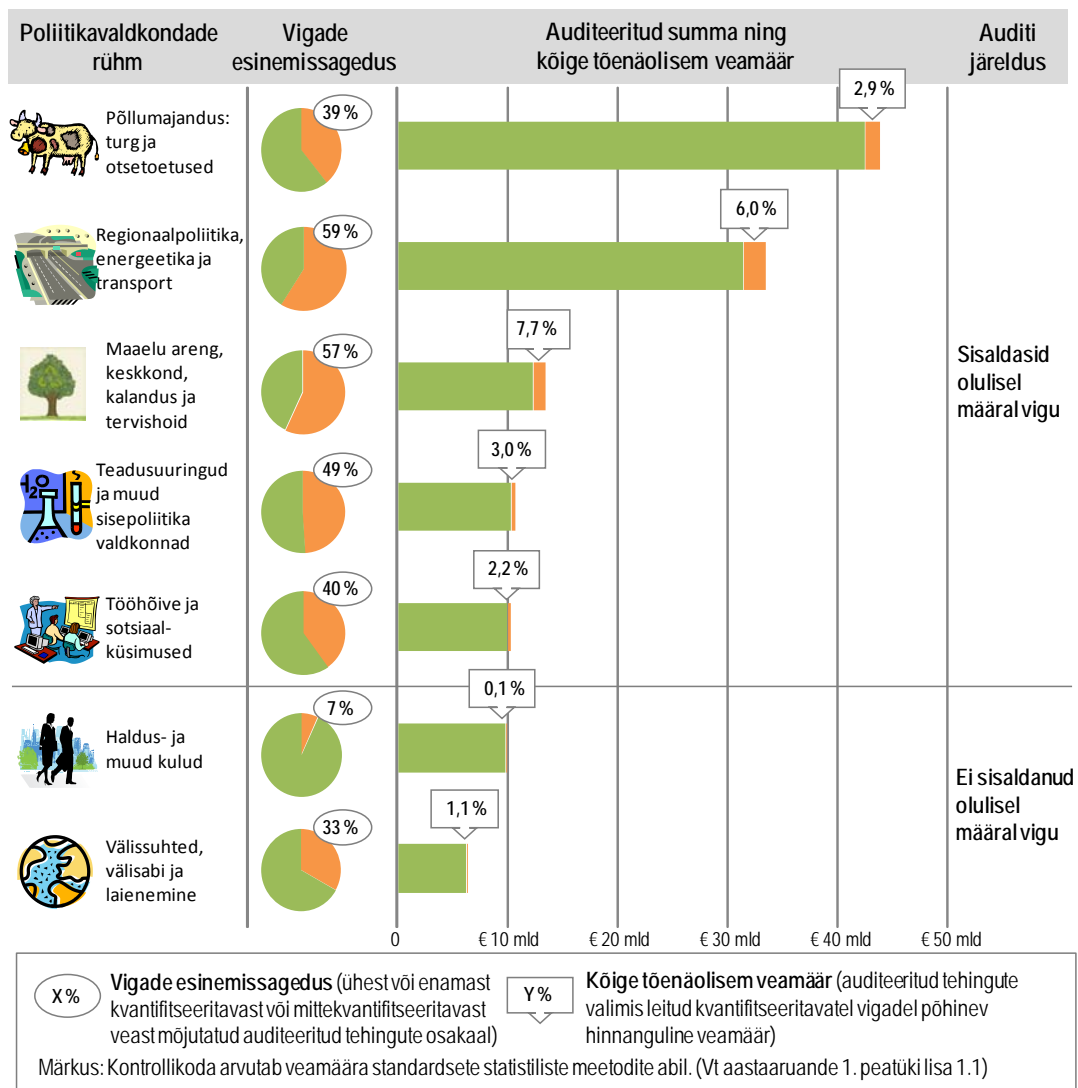 Poliitikavaldkondade
rühm
Vigade
esinemissagedus
Auditeeritud summa ning
kõige tõenäolisem veamäär
Auditi
järeldus
Põllumajandus:
turg ja
otsetoetused
39 %
2,9 %
Regionaalpoliitika,
energeetika ja
transport
59 %
6,0 %
Maaelu areng,
keskkond,
kalandus ja
tervishoid
57 %
7,7 %
Sisaldasid
olulisel
määral vigu
H2O
Teadusuuringud
ja muud
sisepoliitika
valdkonnad
49 %
3,0 %
Tööhõive ja
sotsiaal-
küsimused
40 %
2,2 %
Haldus- ja
muud kulud
7 %
0,1 %
Ei sisaldanud
olulisel
määral vigu
Välissuhted,
välisabi ja
laienemine
33 %
1,1 %
0 € 10 mld € 20 mld € 30 mld € 40 mld € 50 mld
X %
Vigade esinemissagedus (ühest või enamast
kvantifitseeritavast või mittekvantifitseeritavast
veast mõjutatud auditeeritud tehingute osakaal)
Y %
Kõige tõenäolisem veamäär (auditeeritud tehingute
valimis leitud kvantifitseeritavatel vigadel põhinev
hinnanguline veamäär)
Märkus: Kontrollikoda arvutab veamäära standardsete statistiliste meetodite abil. (Vt aastaaruande 1. peatüki lisa 1.1)